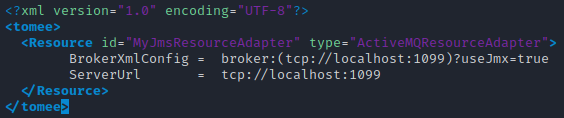 <?xml version="1.0" encoding="UTF-8"?>
<tomee>
<Resource id="MyJmsResourceAdapter" type="ActiveMQResourceAdapter">
BrokerXmlConfig = broker:(tcp://localhost:1099)?useJmx=true
ServerUrl = tcp://localhost:1099
</Resource>
</tomee>